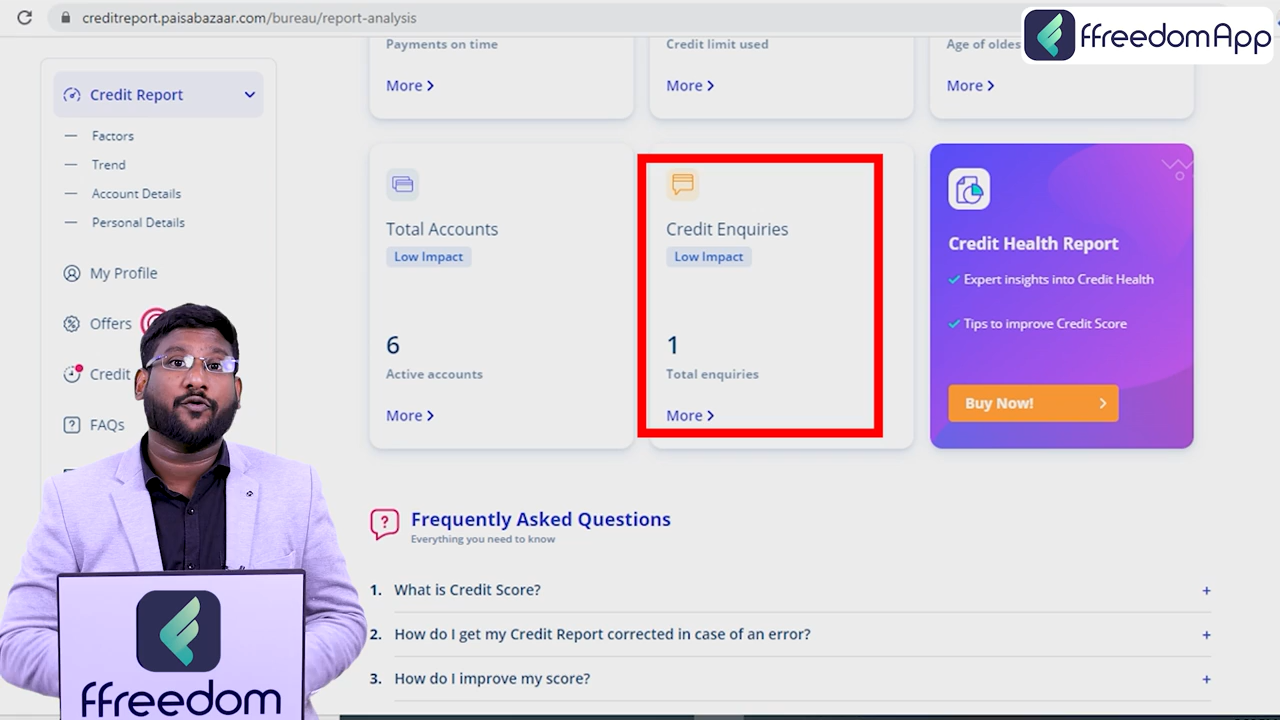 creditreport.paisabazaar.com/bureau/report-analysis
ffreedomApp
Credit Report
Factors
Trend
Account Details
Personal Details
My Profile
Offers
Credit
FAQs
Payments on time
More
Credit limit used
More
Age of oldes
More
Total Accounts
Low Impact
6
Active accounts
More
Credit Enquiries
Low Impact
1
Total enquiries
More
Credit Health Report
Expert insights into Credit Health
Tips to improve Credit Score
Buy Now!
Frequently Asked Questions
Everything you need to know
1. What is Credit Score? +
2. How do I get my Credit Report corrected in case of an error? +
3. How do I improve my score? +
ffreedom